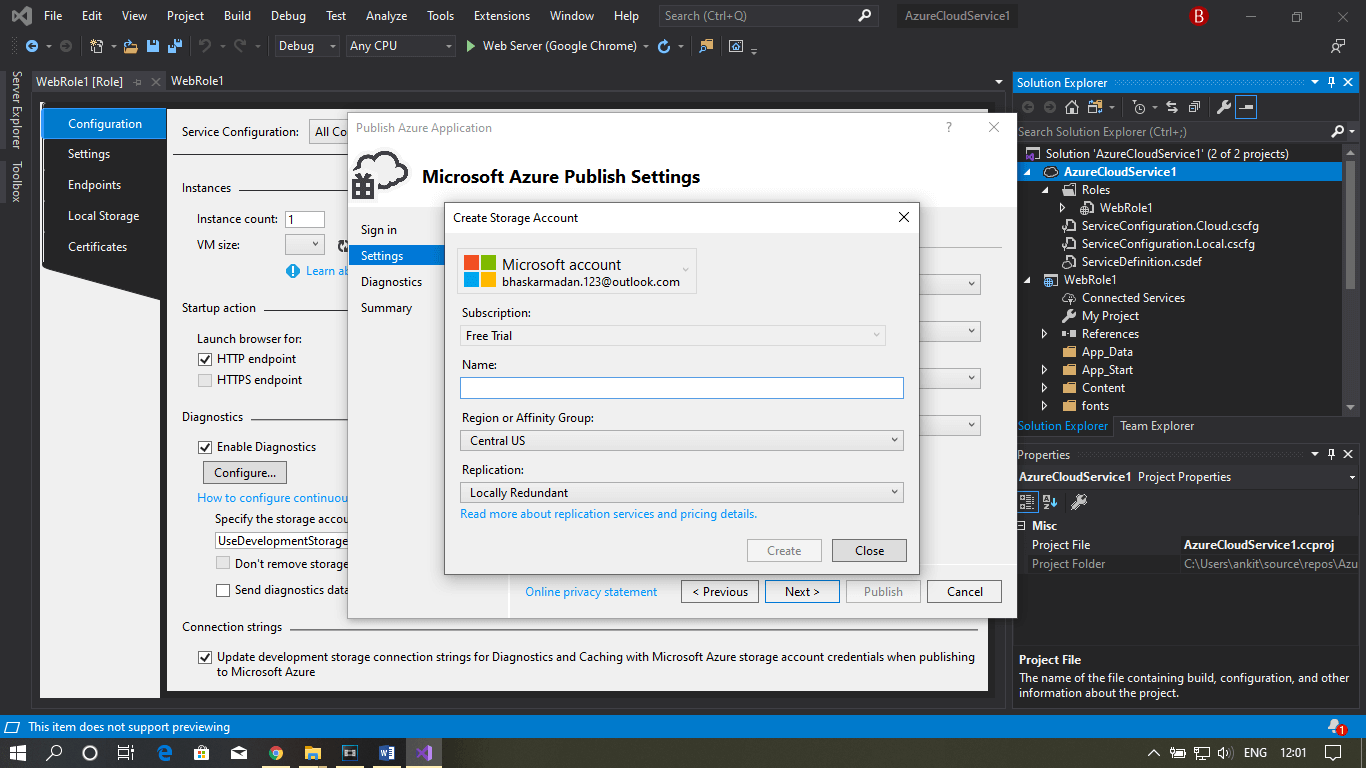 File Edit View Project Build Debug Test Analyze Tools Extensions Window Help Search (Ctrl+Q) AzureCloudService1 B
Debug Any CPU Web Server (Google Chrome)
Server Explorer
Toolbox
WebRole1 [Role] WebRole1
Configuration
Settings
Endpoints
Local Storage
Certificates
Service Configuration: All Co
Instances
Instance count: 1
VM size:
Learn ab
Startup action
Launch browser for:
HTTP endpoint
HTTPS endpoint
Diagnostics
Enable Diagnostics
Configure...
How to configure continuou
Specify the storage accou
UseDevelopmentStorage
Don't remove storage
Send diagnostics data
Connection strings
Update development storage connection strings for Diagnostics and Caching with Microsoft Azure storage account credentials when publishing
to Microsoft Azure
Publish Azure Application ?
Microsoft Azure Publish Settings
Sign in
Settings
Diagnostics
Summary
Create Storage Account
Microsoft account
bhaskarmadan.123@outlook.com
Subscription:
Free Trial
Name:
Region or Affinity Group:
Central US
Replication:
Locally Redundant
Read more about replication services and pricing details.
Create Close
Online privacy statement < Previous Next > Publish Cancel
Solution Explorer
Search Solution Explorer (Ctrl+;)
Solution 'AzureCloudService1' (2 of 2 projects)
AzureCloudService1
Roles
WebRole1
ServiceConfiguration.Cloud.cscfg
ServiceConfiguration.Local.cscfg
ServiceDefinition.csdef
WebRole1
Connected Services
My Project
References
App_Data
App_Start
Content
fonts
Solution Explorer Team Explorer
Properties
AzureCloudService1 Project Properties
Misc
Project File AzureCloudService1.ccproj
Project Folder C:\Users\ankit\source\repos\Azu
Project File
The name of the file containing build, configuration, and other
information about the project.
This item does not support previewing 1
ENG 12:01